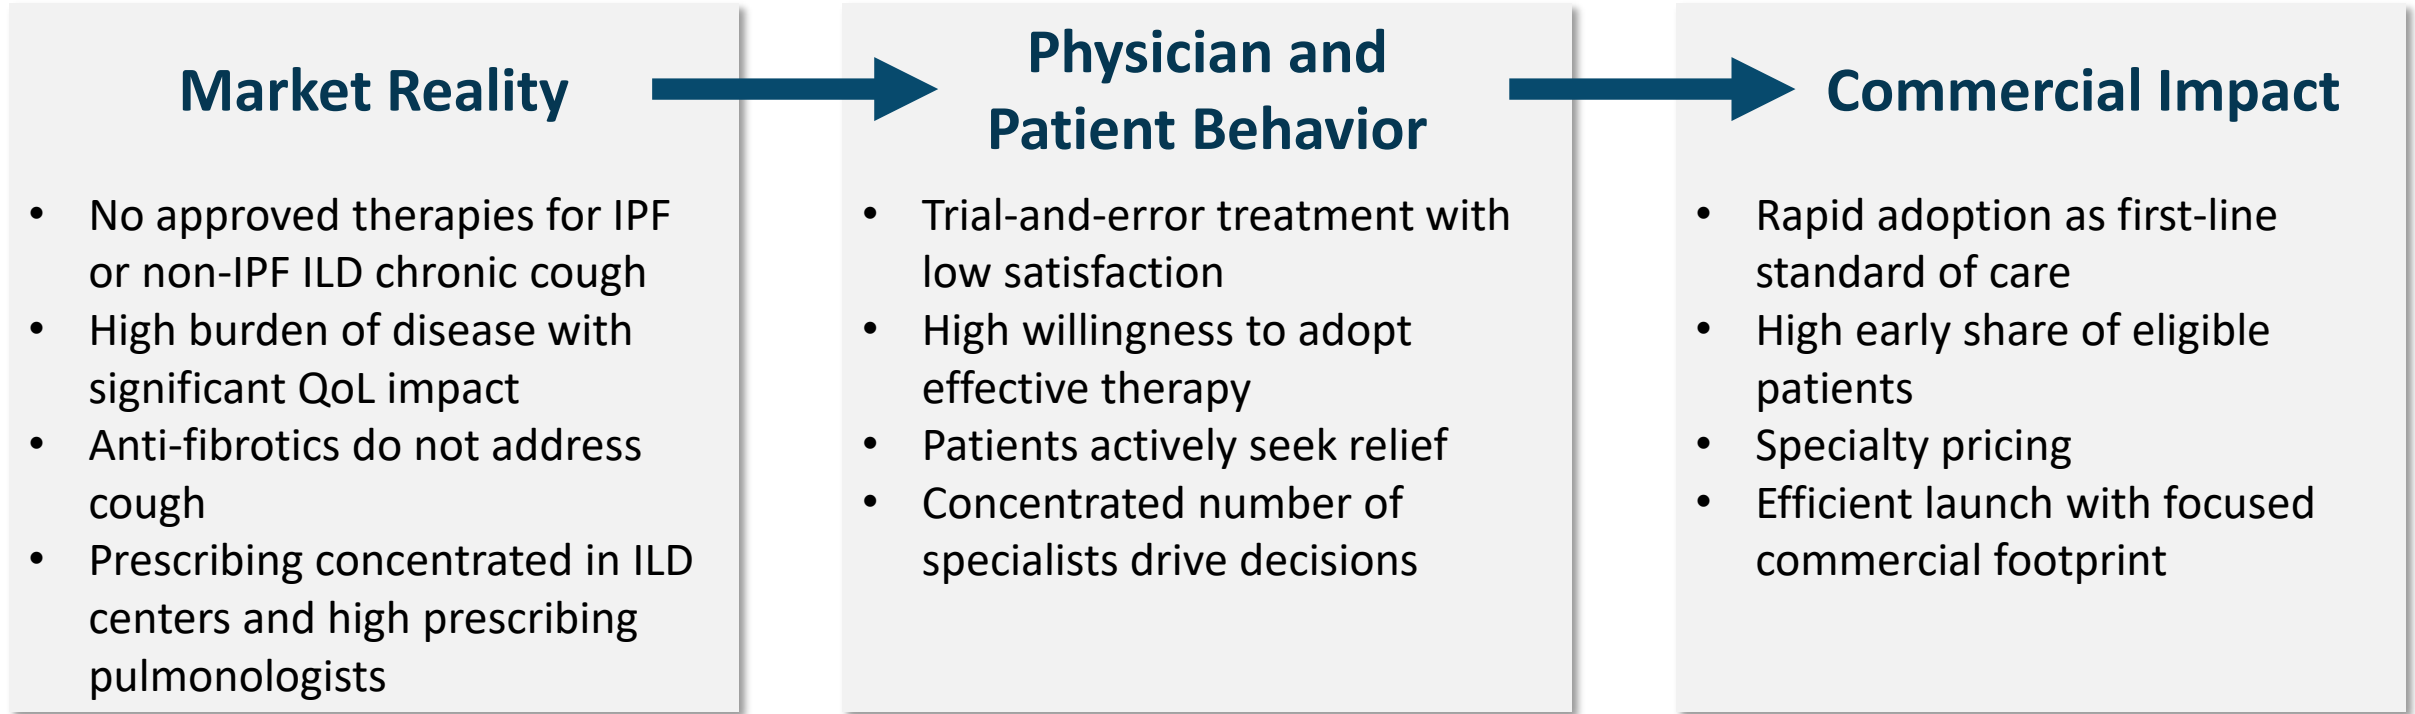 Market Reality
• No approved therapies for IPF
or non-IPF ILD chronic cough
• High burden of disease with
significant QoL impact
• Anti-fibrotics do not address
cough
• Prescribing concentrated in ILD
centers and high prescribing
pulmonologists
Physician and
Patient Behavior
• Trial-and-error treatment with
low satisfaction
• High willingness to adopt
effective therapy
• Patients actively seek relief
• Concentrated number of
specialists drive decisions
Commercial Impact
• Rapid adoption as first-line
standard of care
• High early share of eligible
patients
• Specialty pricing
• Efficient launch with focused
commercial footprint